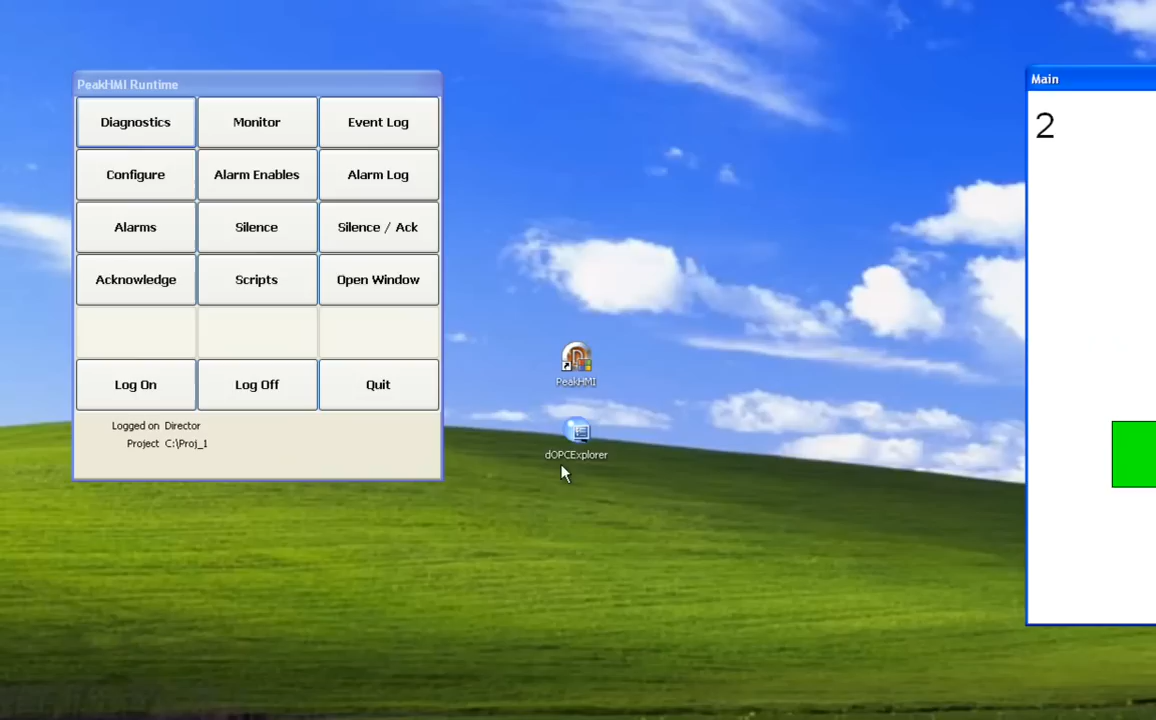 PeakHMI Runtime
Diagnostics Monitor Event Log
Configure Alarm Enables Alarm Log
Alarms Silence Silence / Ack
Acknowledge Scripts Open Window
Log On Log Off Quit
Logged on Director
Project C:\Proj_1
PeakHMI
dOPCExplorer
Main
2